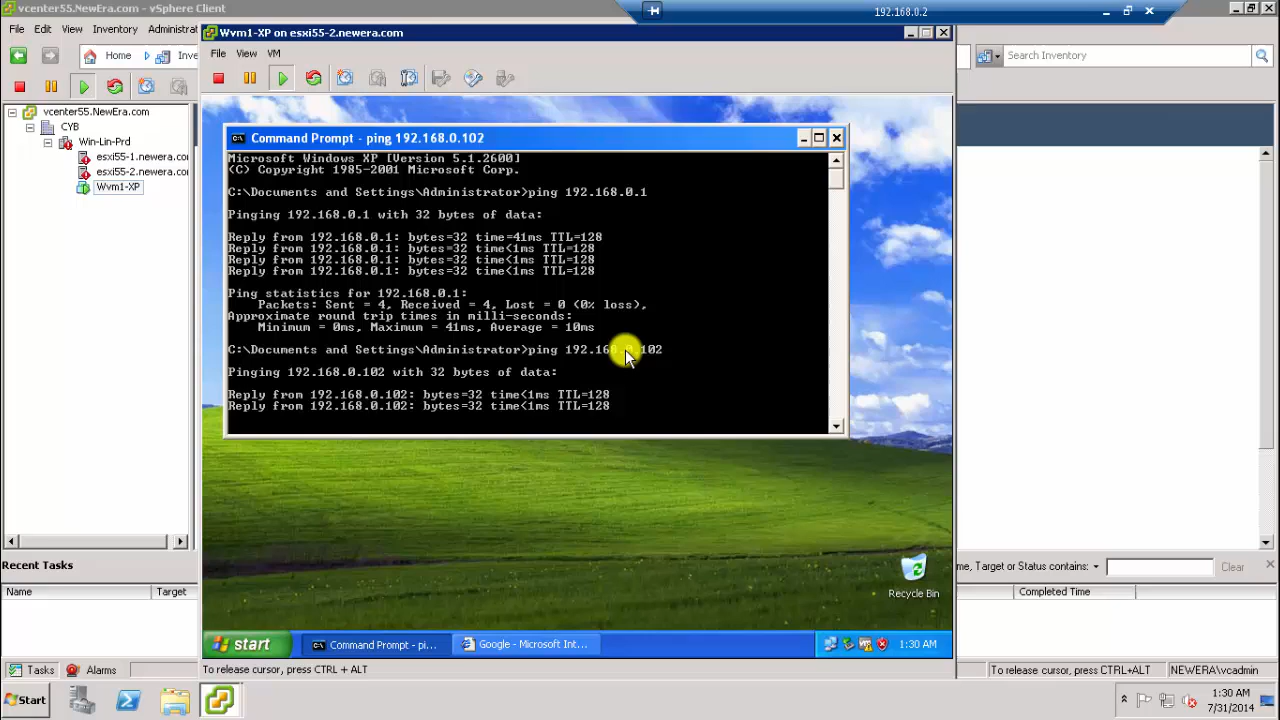 vcenter55.NewEra.com - vSphere Client
192.168.0.2
File Edit View Inventory Administrat
Home
Inve
Search Inventory
vcenter55.NewEra.com
CYB
Win-Lin-Prd
esxi55-1.newera.co
esxi55-2.newera.co
Wvm1-XP
Wvm1-XP on esxi55-2.newera.com
File View VM
Command Prompt - ping 192.168.0.102
Microsoft Windows XP [Version 5.1.2600]
(C) Copyright 1985-2001 Microsoft Corp.
C:\Documents and Settings\Administrator>ping 192.168.0.1
Pinging 192.168.0.1 with 32 bytes of data:
Reply from 192.168.0.1: bytes=32 time=41ms TTL=128
Reply from 192.168.0.1: bytes=32 time<1ms TTL=128
Reply from 192.168.0.1: bytes=32 time<1ms TTL=128
Reply from 192.168.0.1: bytes=32 time<1ms TTL=128
Ping statistics for 192.168.0.1:
Packets: Sent = 4, Received = 4, Lost = 0 (0% loss),
Approximate round trip times in milli-seconds:
Minimum = 0ms, Maximum = 41ms, Average = 10ms
C:\Documents and Settings\Administrator>ping 192.168.0.102
Pinging 192.168.0.102 with 32 bytes of data:
Reply from 192.168.0.102: bytes=32 time<1ms TTL=128
Reply from 192.168.0.102: bytes=32 time<1ms TTL=128
Recycle Bin
start
Command Prompt - pi...
Google - Microsoft Int...
1:30 AM
To release cursor, press CTRL + ALT
Recent Tasks
me, Target or Status contains:
Clear
Name
Target
Completed Time
Tasks
Alarms
To release cursor, press CTRL+ALT
NEWERA\vcadmin
Start
1:30 AM
7/31/2014